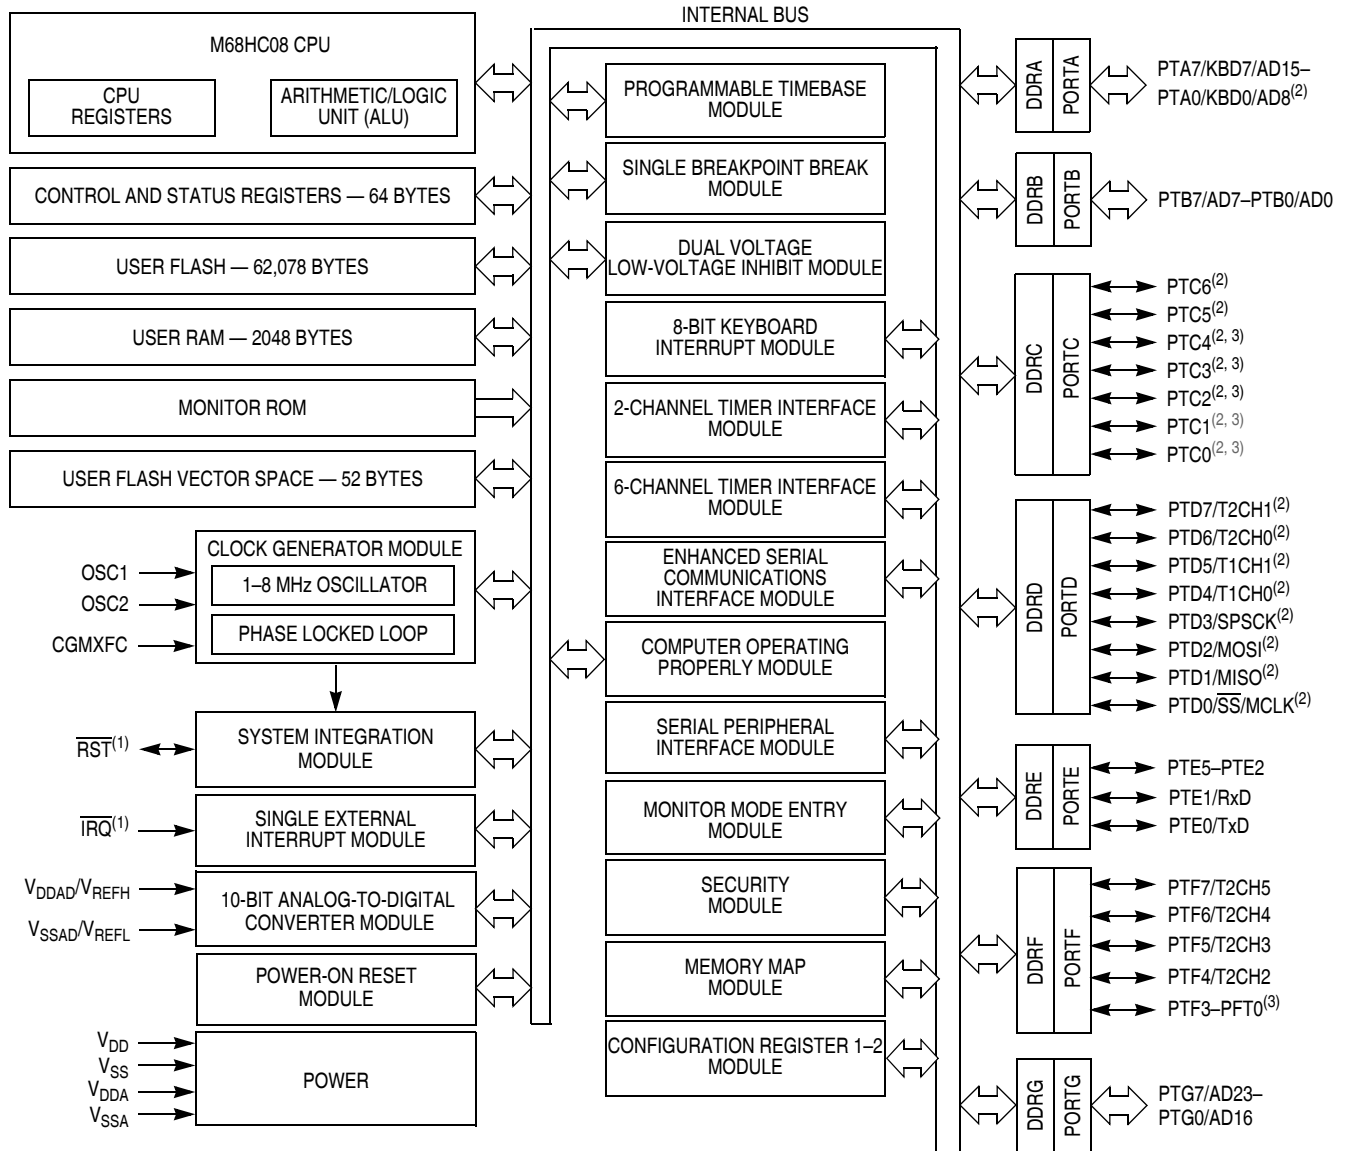 INTERNAL BUS
M68HC08 CPU
CPU
REGISTERS
ARITHMETIC/LOGIC
UNIT (ALU)
CONTROL AND STATUS REGISTERS — 64 BYTES
USER FLASH — 62,078 BYTES
USER RAM — 2048 BYTES
MONITOR ROM
USER FLASH VECTOR SPACE — 52 BYTES
CLOCK GENERATOR MODULE
1–8 MHz OSCILLATOR
PHASE LOCKED LOOP
OSC1
OSC2
CGMXFC
SYSTEM INTEGRATION
MODULE
RST(1)
SINGLE EXTERNAL
INTERRUPT MODULE
IRQ(1)
10-BIT ANALOG-TO-DIGITAL
CONVERTER MODULE
VDDAD/VREFH
VSSAD/VREFL
POWER-ON RESET
MODULE
POWER
VDD
VSS
VDDA
VSSA
PROGRAMMABLE TIMEBASE
MODULE
SINGLE BREAKPOINT BREAK
MODULE
DUAL VOLTAGE
LOW-VOLTAGE INHIBIT MODULE
8-BIT KEYBOARD
INTERRUPT MODULE
2-CHANNEL TIMER INTERFACE
MODULE
6-CHANNEL TIMER INTERFACE
MODULE
ENHANCED SERIAL
COMMUNICATIONS
INTERFACE MODULE
COMPUTER OPERATING
PROPERLY MODULE
SERIAL PERIPHERAL
INTERFACE MODULE
MONITOR MODE ENTRY
MODULE
SECURITY
MODULE
MEMORY MAP
MODULE
CONFIGURATION REGISTER 1–2
MODULE
DDRA
PORTA
PTA7/KBD7/AD15–
PTA0/KBD0/AD8(2)
DDRB
PORTB
PTB7/AD7–PTB0/AD0
DDRC
PORTC
PTC6(2)
PTC5(2)
PTC4(2, 3)
PTC3(2, 3)
PTC2(2, 3)
PTC1(2, 3)
PTC0(2, 3)
DDRD
PORTD
PTD7/T2CH1(2)
PTD6/T2CH0(2)
PTD5/T1CH1(2)
PTD4/T1CH0(2)
PTD3/SPSCK(2)
PTD2/MOSI(2)
PTD1/MISO(2)
PTD0/SS/MCLK(2)
DDRE
PORTE
PTE5–PTE2
PTE1/RxD
PTE0/TxD
DDRF
PORTF
PTF7/T2CH5
PTF6/T2CH4
PTF5/T2CH3
PTF4/T2CH2
PTF3–PFT0(3)
DDRG
PORTG
PTG7/AD23–
PTG0/AD16